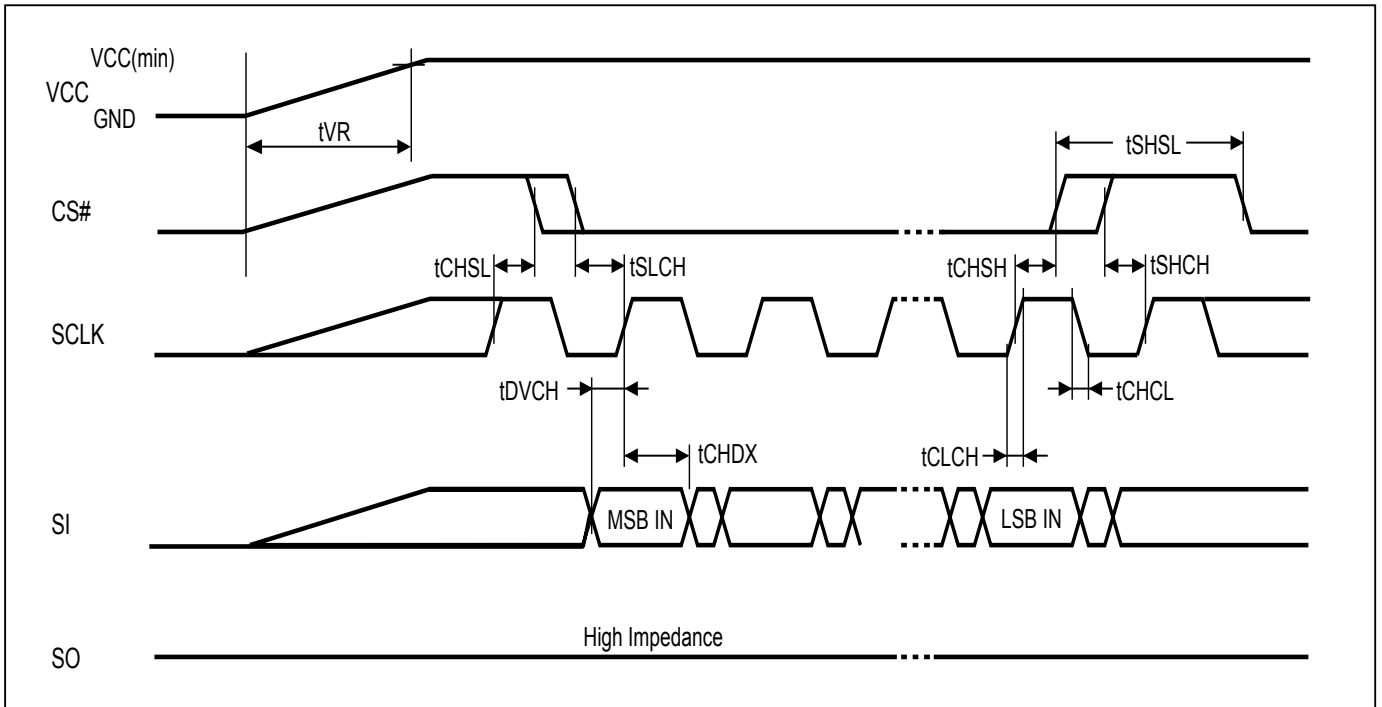 VCC(min)
VCC
GND
tVR
tSHSL
CS#
tCHSL
tSLCH
tCHSH
tSHCH
SCLK
tDVCH
tCHCL
tCHDX
tCLCH
SI
MSB IN
LSB IN
High Impedance
SO